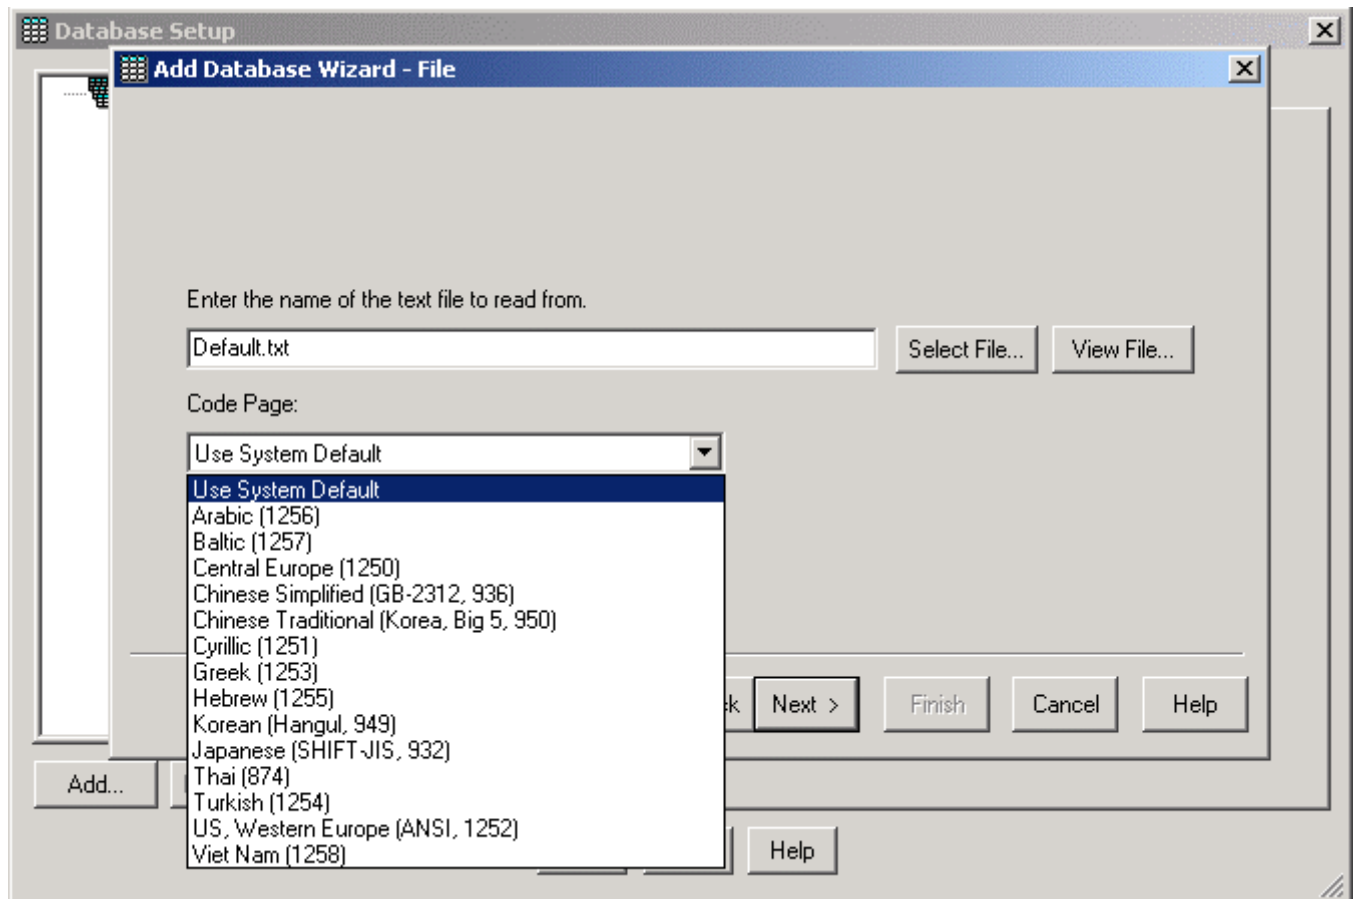 Database Setup
Add Database Wizard - File
Enter the name of the text file to read from.
Default.txt
Select File...
View File...
Code Page:
Use System Default
Use System Default
Arabic (1256)
Baltic (1257)
Central Europe (1250)
Chinese Simplified (GB-2312, 936)
Chinese Traditional (Korea, Big 5, 950)
Cyrillic (1251)
Greek (1253)
Hebrew (1255)
Korean (Hangul, 949)
Japanese (SHIFT-JIS, 932)
Thai (874)
Turkish (1254)
US, Western Europe (ANSI, 1252)
Viet Nam (1258)
Next >
Finish
Cancel
Help
Add...
Help